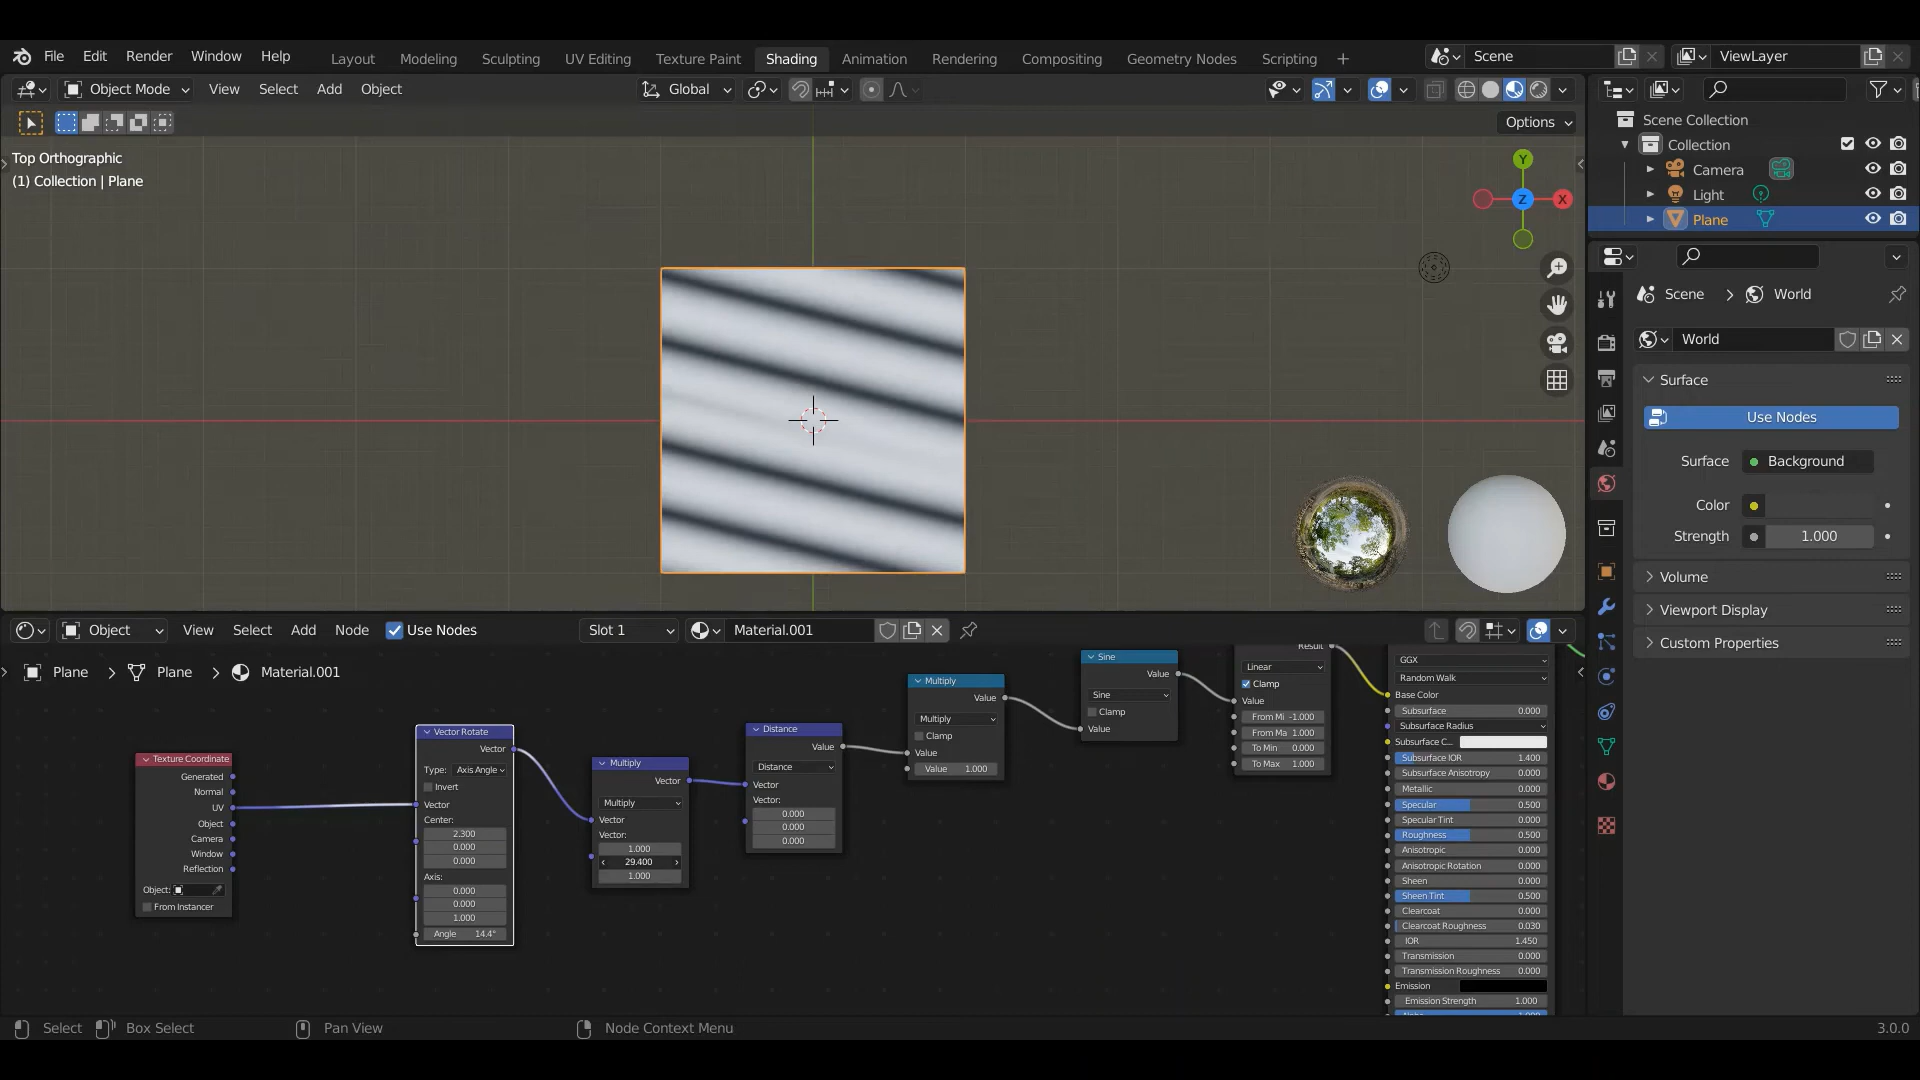 File Edit Render Window Help Layout Modeling Sculpting UV Editing Texture Paint Shading Animation Rendering Compositing Geometry Nodes Scripting + Scene ViewLayer
Object Mode View Select Add Object Global
Options
Top Orthographic
(1) Collection | Plane
Y
X
Z
Scene Collection
Collection
Camera
Light
Plane
Scene > World
World
Surface
Use Nodes
Surface Background
Color
Strength 1.000
Volume
Viewport Display
Custom Properties
Object View Select Add Node Use Nodes Slot 1 Material.001
Plane > Plane > Material.001
Texture Coordinate
Generated
Normal
UV
Object
Camera
Window
Reflection
Object:
From Instancer
Vector Rotate
Vector
Type: Axis Angle
Invert
Vector
Center:
2.300
0.000
0.000
Axis:
0.000
0.000
1.000
Angle 14.4°
Multiply
Vector
Multiply
Vector
Vector:
1.000
29.400
1.000
Distance
Value
Distance
Vector
Vector:
0.000
0.000
0.000
Multiply
Value
Multiply
Clamp
Value
Value 1.000
Sine
Value
Sine
Clamp
Value
Result
Linear
Clamp
Value
From Mi -1.000
From Ma 1.000
To Min 0.000
To Max 1.000
GGX
Random Walk
Base Color
Subsurface 0.000
Subsurface Radius
Subsurface C...
Subsurface IOR 1.400
Subsurface Anisotropy 0.000
Metallic 0.000
Specular 0.500
Specular Tint 0.000
Roughness 0.500
Anisotropic 0.000
Anisotropic Rotation 0.000
Sheen 0.000
Sheen Tint 0.500
Clearcoat 0.000
Clearcoat Roughness 0.030
IOR 1.450
Transmission 0.000
Transmission Roughness 0.000
Emission
Emission Strength 1.000
Select Box Select Pan View Node Context Menu 3.0.0